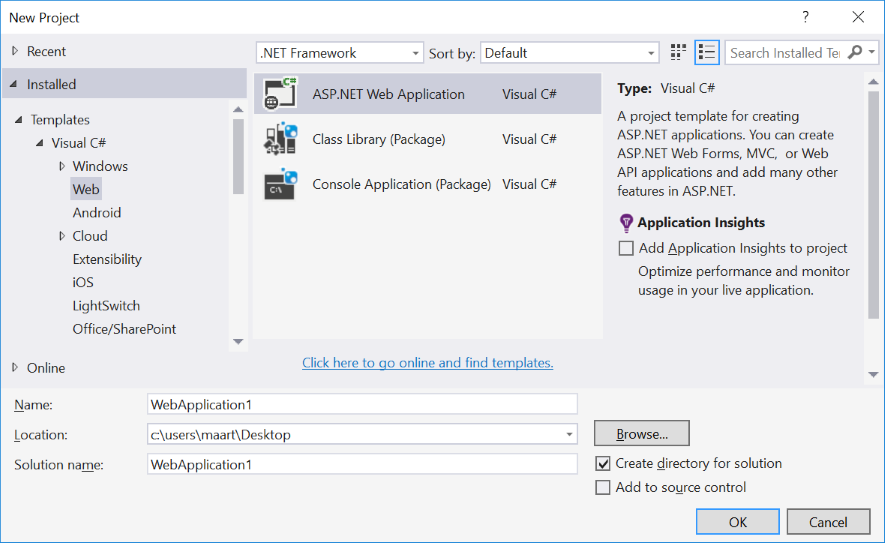 New Project
?
Recent
.NET Framework
Sort by:
Default
Search Installed Te
Installed
Templates
Visual C#
Windows
Web
Android
Cloud
Extensibility
iOS
LightSwitch
Office/SharePoint
Online
C#
ASP.NET Web Application
Visual C#
Class Library (Package)
Visual C#
C:\
Console Application (Package)
Visual C#
Click here to go online and find templates.
Type: Visual C#
A project template for creating
ASP.NET applications. You can create
ASP.NET Web Forms, MVC, or Web
API applications and add many other
features in ASP.NET.
Application Insights
Add Application Insights to project
Optimize performance and monitor
usage in your live application.
Name:
WebApplication1
Location:
c:\users\maart\Desktop
Browse...
Solution name:
WebApplication1
Create directory for solution
Add to source control
OK
Cancel